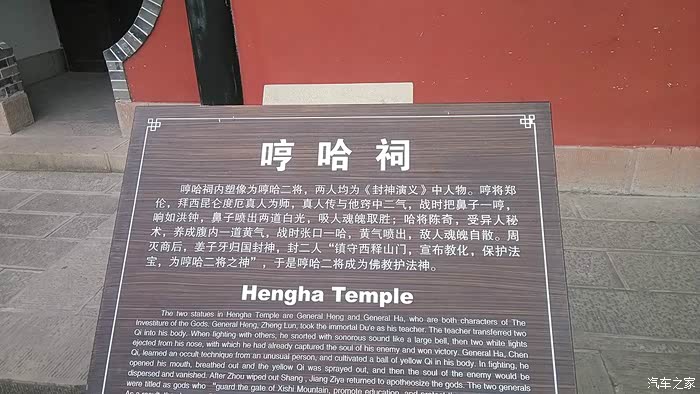 哼哈祠
哼哈祠内塑像为哼哈二将，两人均为《封神演义》中人物。哼将郑
伦，拜西昆仑度厄真人为师，真人传与他窍中二气，战时把鼻子一哼，
响如洪钟，鼻子喷出两道白光，吸人魂魄取胜；哈将陈奇，受异人秘
术，养成腹内一道黄气，战时张口一哈，黄气喷出，敌人魂魄自散。周
灭商后，姜子牙归国封神，封二人“镇守西释山门，宣布教化，保护法
宝，为哼哈二将之神”，于是哼哈二将成为佛教护法神。
Hengha Temple
The two statues in Hengha Temple are General Heng and General Ha, who are both characters of The
Investiture of the Gods. General Heng, Zheng Lun, took the immortal Du'e as his teacher. The teacher transferred two
Qi into his body. When fighting with others, he snorted with sonorous sound like a large bell, then two white lights
ejected from his nose, with which he had already captured the soul of his enemy and won victory. General Ha, Chen
Qi, learned an occult technique from an unusual person, and cultivated a ball of yellow Qi in his body. In fighting, he
opened his mouth, breathed out and the yellow Qi was sprayed out, and then the soul of the enemy would be
dispersed and vanished. After Zhou wiped out Shang, Jiang Ziya returned to apotheosize the gods. The two generals
were titled as gods who "guard the gate of Xishi Mountain, promote education, and
汽车之家